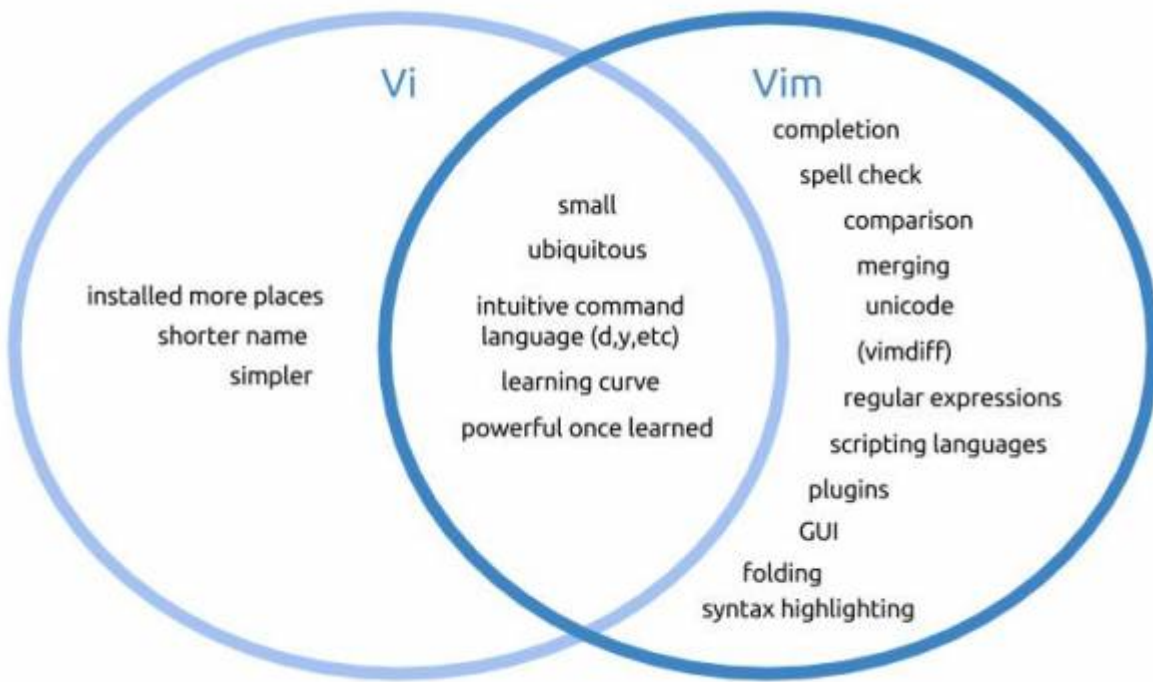 Vi
installed more places
shorter name
simpler
small
ubiquitous
intuitive command
language (d,y,etc)
learning curve
powerful once learned
Vim
completion
spell check
comparison
merging
unicode
(vimdiff)
regular expressions
scripting languages
plugins
GUI
folding
syntax highlighting